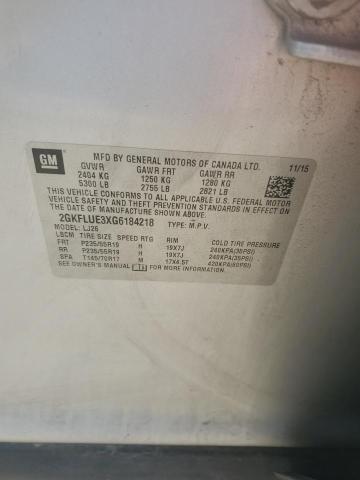 GM
MFD BY GENERAL MOTORS OF CANADA LTD. 11/15
GVWR GAWR FRT GAWR RR
2404 KG 1250 KG 1280 KG
5300 LB 2755 LB 2821 LB
THIS VEHICLE CONFORMS TO ALL APPLICABLE U.S. FEDERAL MOTOR VEHICLE SAFETY AND THEFT PREVENTION STANDARDS IN EFFECT ON THE DATE OF MANUFACTURE SHOWN ABOVE.
2GKFLUE3XG6184218 TYPE: M.P.V.
MODEL: LJ26
LBCM TIRE SIZE SPEED RTG RIM COLD TIRE PRESSURE
FRT P235/55R19 H 19X7J 240KPA(35PSI)
RR P235/55R19 H 19X7J 240KPA(35PSI)
SPA T145/70R17 M 17X4.5T 420KPA(60PSI)
SEE OWNER'S MANUAL FOR MORE INFORMATION.